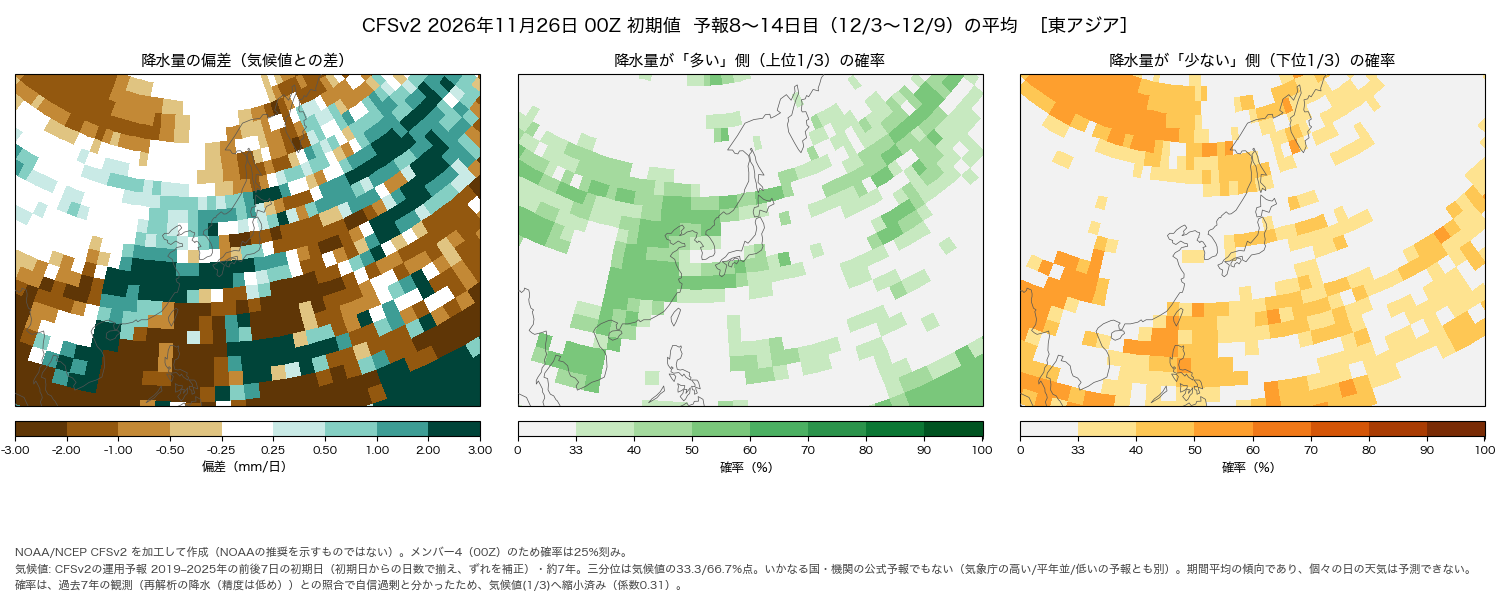 CFSv2 2026年11月26日 00Z 初期値 予報8～14日目（12/3～12/9）の平均 ［東アジア］
降水量の偏差（気候値との差）
降水量が「多い」側（上位1/3）の確率
降水量が「少ない」側（下位1/3）の確率
-3.00 -2.00 -1.00 -0.50 -0.25 0.25 0.50 1.00 2.00 3.00
偏差（mm/日）
0 33 40 50 60 70 80 90 100
確率（%）
0 33 40 50 60 70 80 90 100
確率（%）
NOAA/NCEP CFSv2 を加工して作成（NOAAの推奨を示すものではない）。メンバー4（00Z）のため確率は25%刻み。
気候値: CFSv2の運用予報 2019–2025年の前後7日の初期日（初期日からの日数で揃え、ずれを補正）・約7年。三分位は気候値の33.3/66.7%点。いかなる国・機関の公式予報でもない（気象庁の高い/平年並/低いの予報とも別）。期間平均の傾向であり、個々の日の天気は予測できない。
確率は、過去7年の観測（再解析の降水（精度は低め））との照合で自信過剰と分かったため、気候値(1/3)へ縮小済み（係数0.31）。